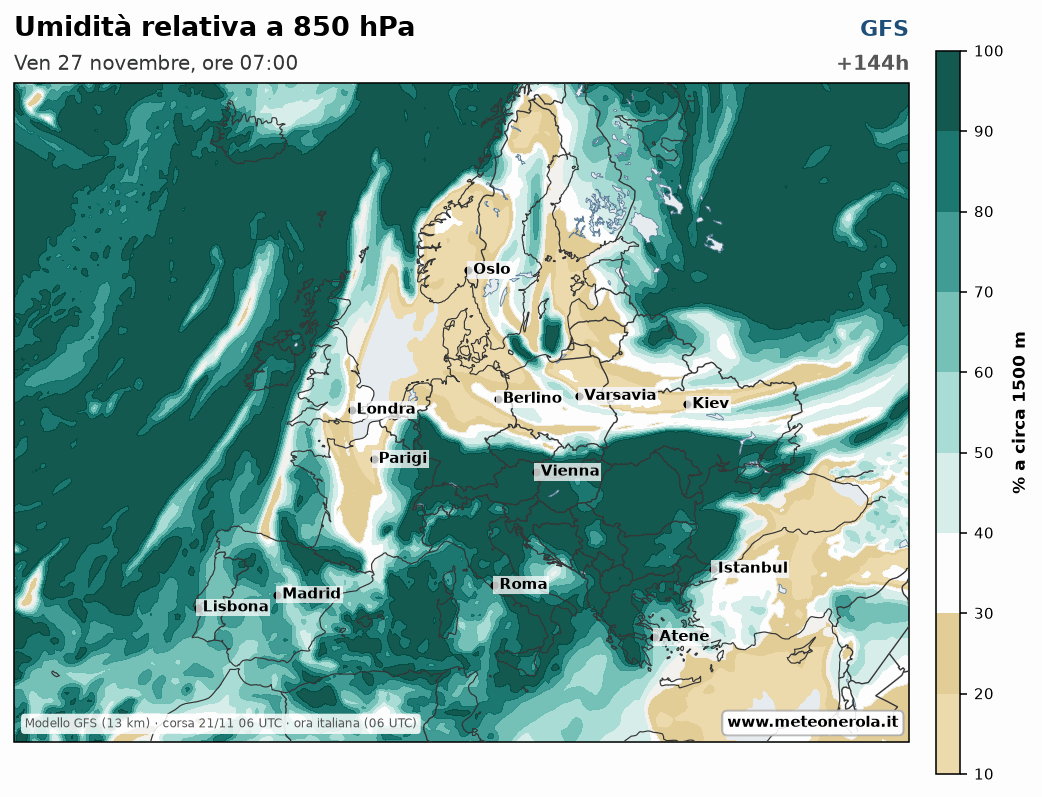 Umidità relativa a 850 hPa
GFS
Ven 27 novembre, ore 07:00
+144h
Oslo
Londra
Berlino
Varsavia
Kiev
Parigi
Vienna
Istanbul
Roma
Madrid
Lisbona
Atene
Modello GFS (13 km) · corsa 21/11 06 UTC · ora italiana (06 UTC)
www.meteonerola.it
100
90
80
70
60
50
40
30
20
10
% a circa 1500 m